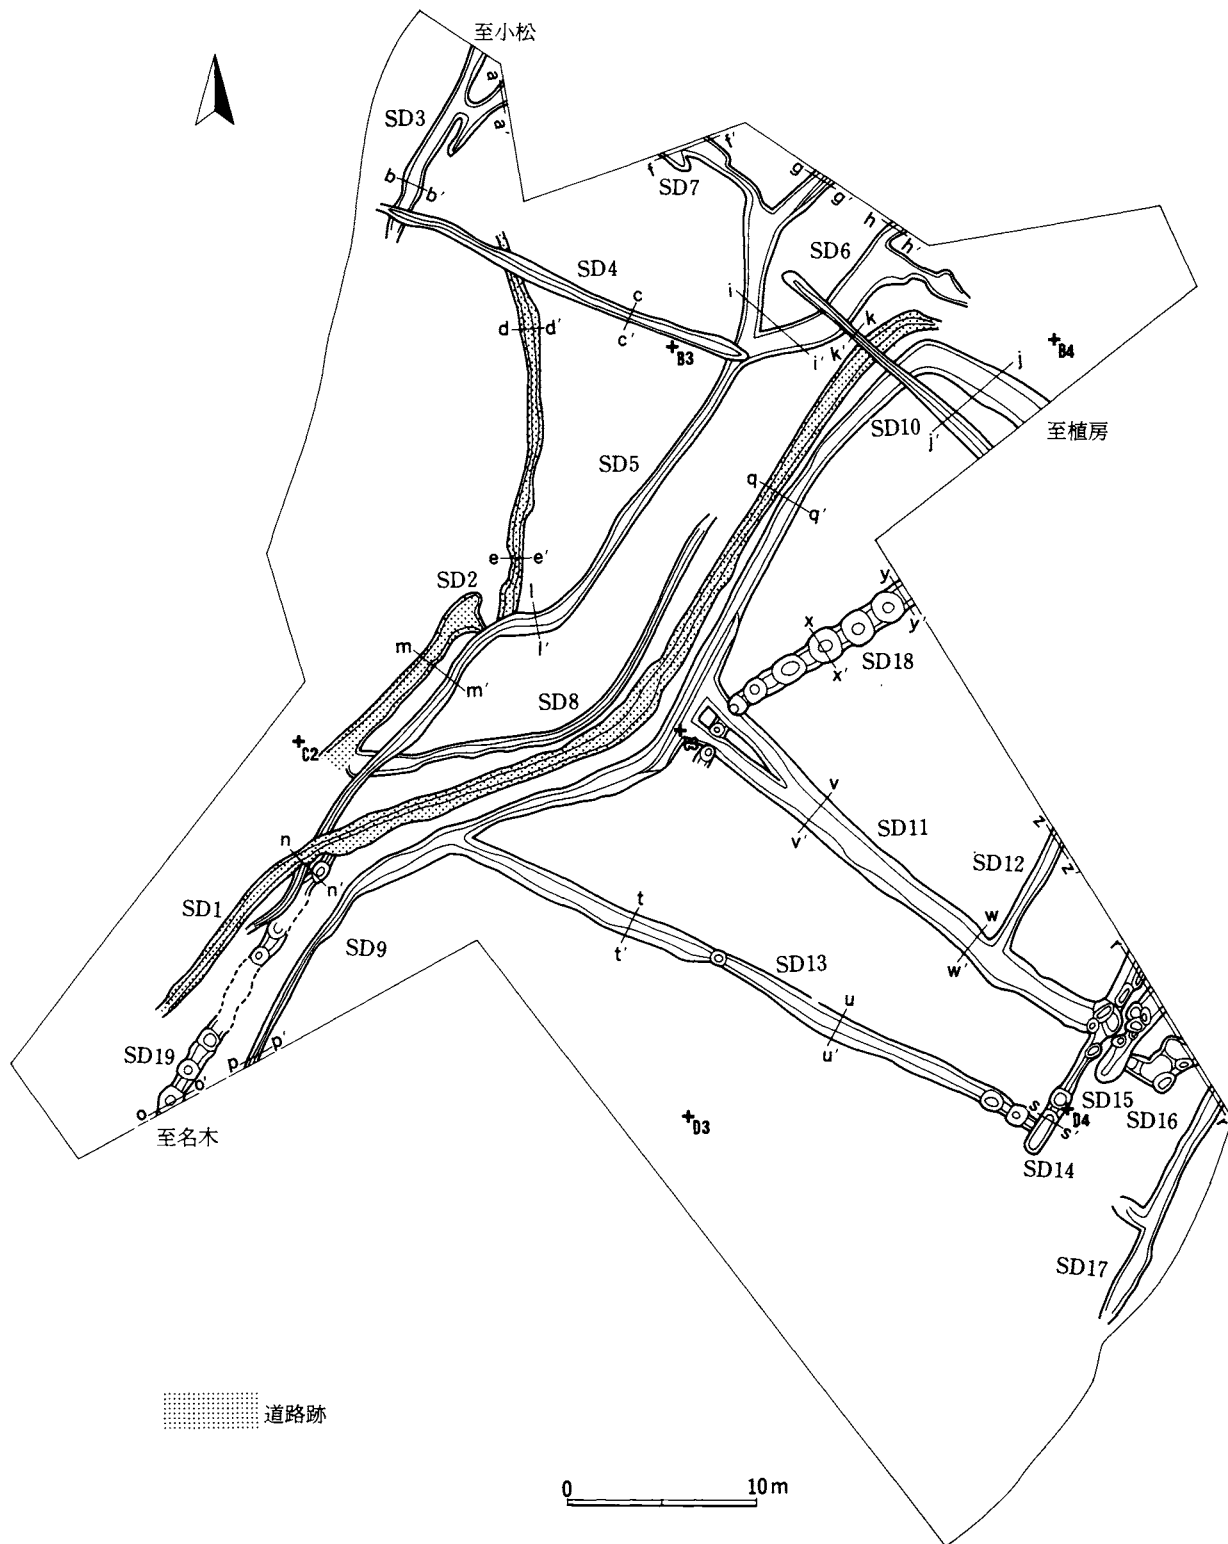 至小松
a
SD3
a'
f'
f
SD7
g
g'
b
b'
h
h'
SD6
SD4
i
c
k
d
d'
c'
B3
k'
B4
i'
j
SD10
j'
至植房
SD5
q
q'
e
e'
y
SD2
l
y'
x
SD18
m
l'
x'
m'
SD8
C3
C2
v
v'
SD11
z
n
SD12
z'
n'
SD1
t
w
SD9
t'
w'
r
SD13
u
SD19
p
p'
u'
o
o'
SD15
s
D4
SD16
D3
s'
r'
至名木
SD14
SD17
道路跡
0
10m